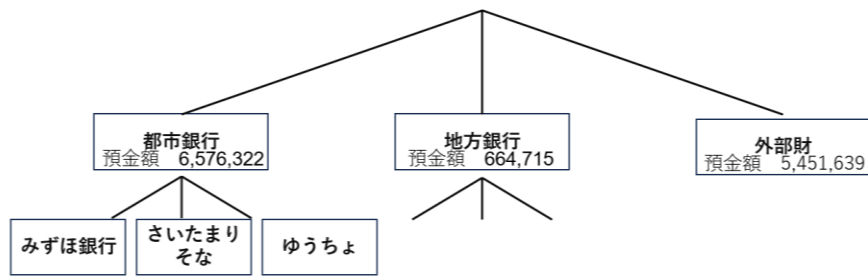 都市銀行
預金額 6,576,322
地方銀行
預金額 664,715
外部財
預金額 5,451,639
みずほ銀行
さいたまり
そな
ゆうちょ